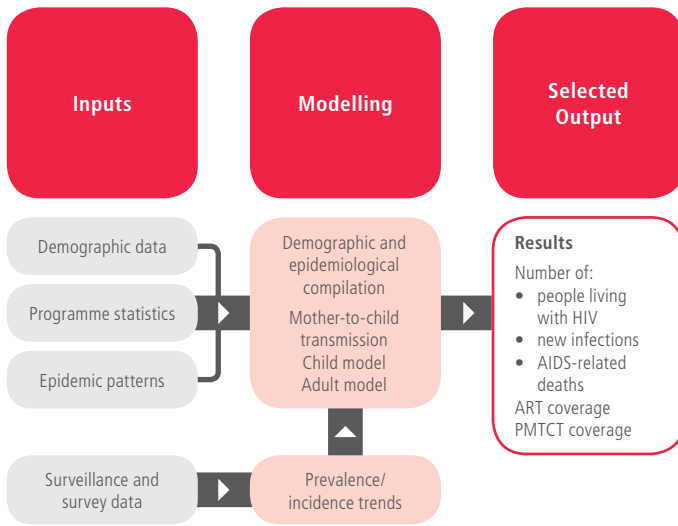 Inputs
Modelling
Selected
Output
Demographic data
Programme statistics
Epidemic patterns
Surveillance and
survey data
Demographic and
epidemiological
compilation
Mother-to-child
transmission
Child model
Adult model
Prevalence/
incidence trends
Results
Number of:
• people living
with HIV
• new infections
• AIDS-related
deaths
ART coverage
PMTCT coverage